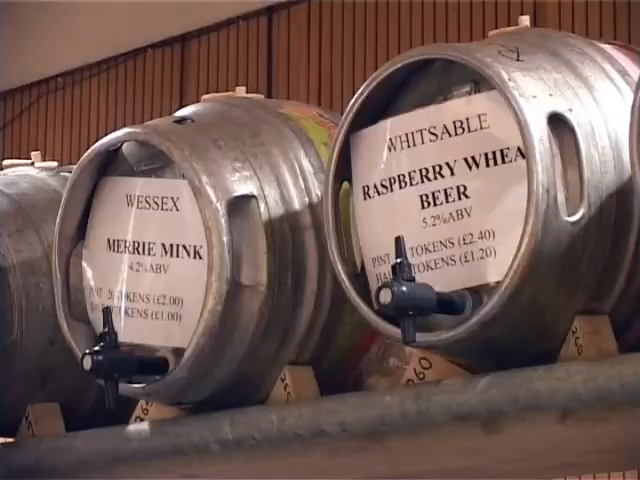 WESSEX
MERRIE MINK
4.2% ABV
TOKENS (£2.00)
TOKENS (£1.00)
WHITSABLE
RASPBERRY WHEA
BEER
5.2% ABV
PINT TOKENS (£2.40)
TOKENS (£1.20)
260